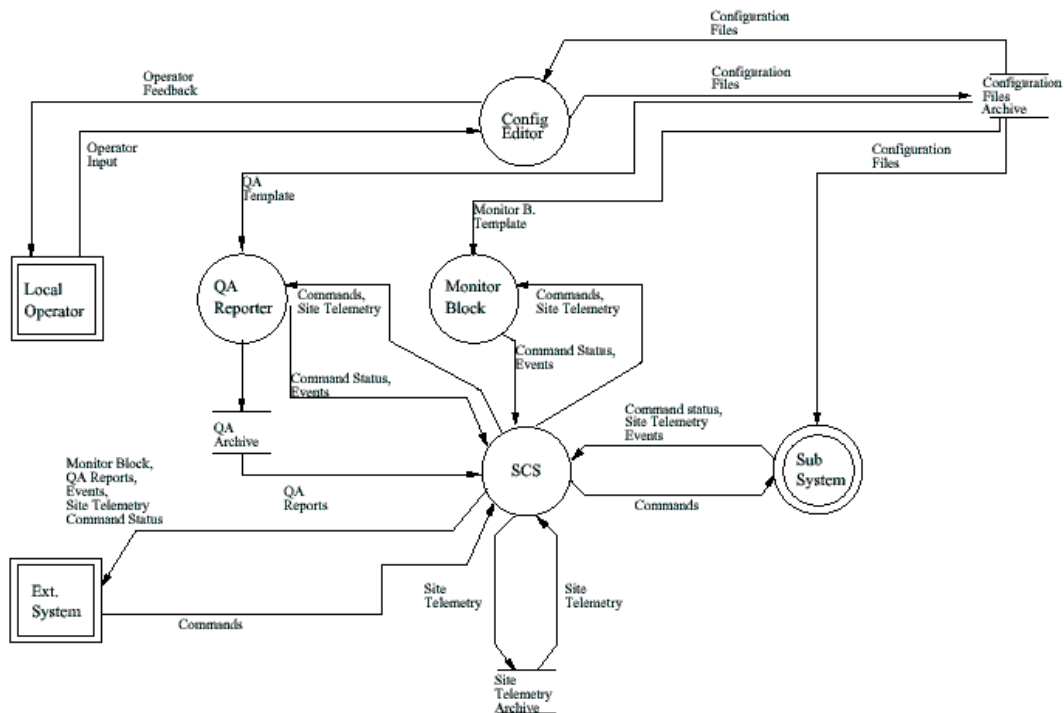 Configuration
Files
Operator
Feedback
Configuration
Files
Configuration
Files
Archive
Config
Editor
Operator
Input
Configuration
Files
QA
Template
Monitor B.
Template
Local
Operator
QA
Reporter
Commands,
Site Telemetry
Monitor
Block
Commands,
Site Telemetry
Command Status,
Events
Command Status,
Events
QA
Archive
Command status,
Site Telemetry
Events
Monitor Block,
QA Reports,
Events,
Site Telemetry
Command Status
QA
Reports
SCS
Sub
System
Commands
Ext.
System
Commands
Site
Telemetry
Site
Telemetry
Site
Telemetry
Archive